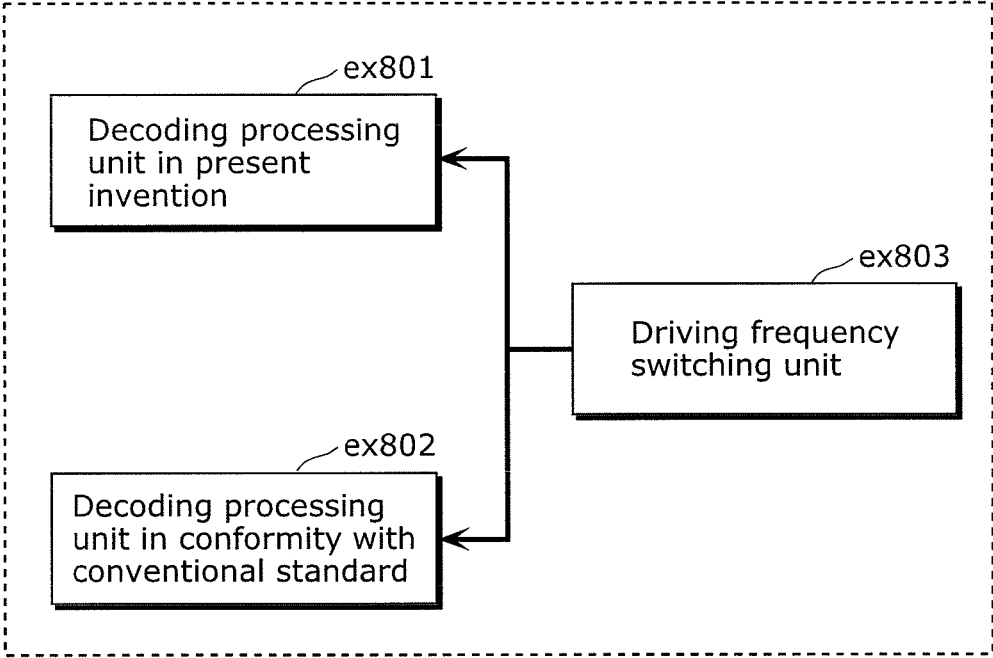 ex801
Decoding processing
unit in present
invention
ex803
Driving frequency
switching unit
ex802
Decoding processing
unit in conformity with
conventional standard